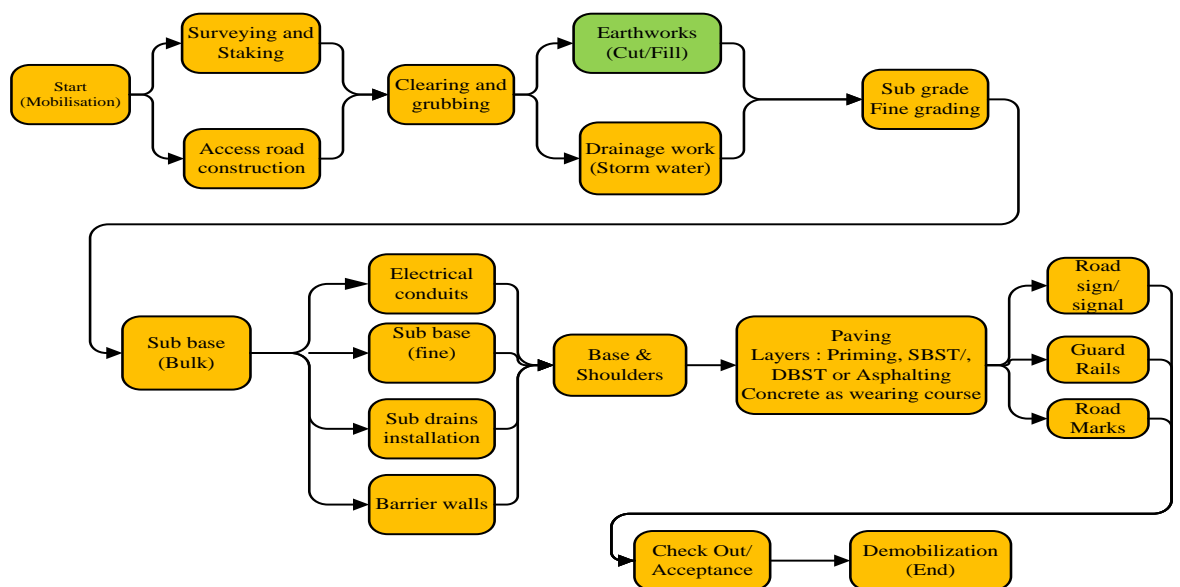 Start
(Mobilisation)
Surveying and
Staking
Access road
construction
Clearing and
grubbing
Earthworks
(Cut/Fill)
Drainage work
(Storm water)
Sub grade
Fine grading
Sub base
(Bulk)
Electrical
conduits
Sub base
(fine)
Sub drains
installation
Barrier walls
Base &
Shoulders
Paving
Layers : Priming, SBST/,
DBST or Asphalting
Concrete as wearing course
Road
sign/
signal
Guard
Rails
Road
Marks
Check Out/
Acceptance
Demobilization
(End)